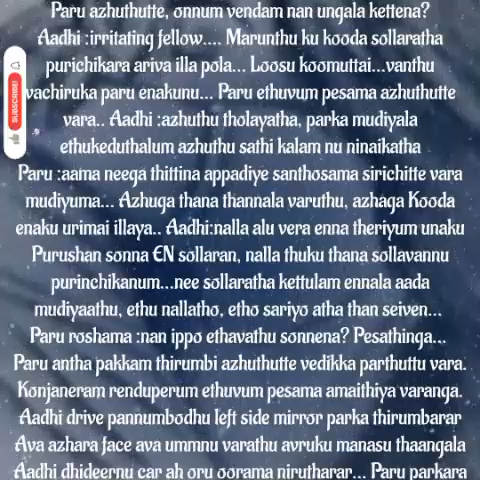 Paru azhuthutte, onnum vendam nan ungala kettena?
Aadhi :irritating fellow.... Marunthu ku kooda sollaratha
purichikara ariva illa pola... Loosu koomuttai...vanthu
vachiruka paru enakunu... Paru ethuvum pesama azhuthutte
vara.. Aadhi :azhuthu tholayatha, parka mudiyala
ethukeduthalum azhuthu sathi kalam nu ninaikatha
Paru :aama neega thittina appadiye santhosama sirichitte vara
mudiyuma... Azhuga thana thannala varuthu, azhaga Kooda
enaku urimai illaya.. Aadhi:nalla alu vera enna theriyum unaku
Purushan sonna EN sollaran, nalla thuku thana sollavannu
purinchikanum...nee sollaratha kettulam ennala aada
mudiyaathu, ethu nallatho, etho sariyo atha than seiven...
Paru roshama :nan ippo ethavathu sonnena? Pesathinga...
Paru antha pakkam thirumbi azhuthutte vedikka parthuttu vara.
Konjaneram renduperum ethuvum pesama amaithiya varanga.
Aadhi drive pannumbodhu left side mirror parka thirumbarar
Ava azhara face ava ummnu varathu avruku manasu thaangala
Aadhi dhideernu car ah oru oorama nirutharar... Paru parkara
SUBSCRIBE